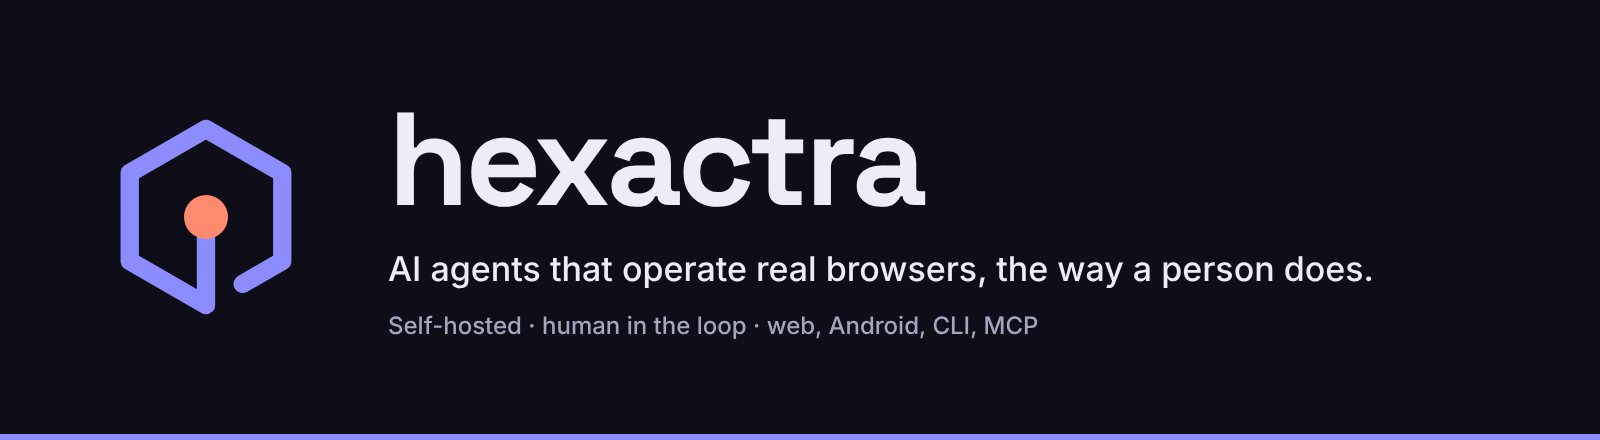 hexactra
AI agents that operate real browsers, the way a person does.
Self-hosted · human in the loop · web, Android, CLI, MCP